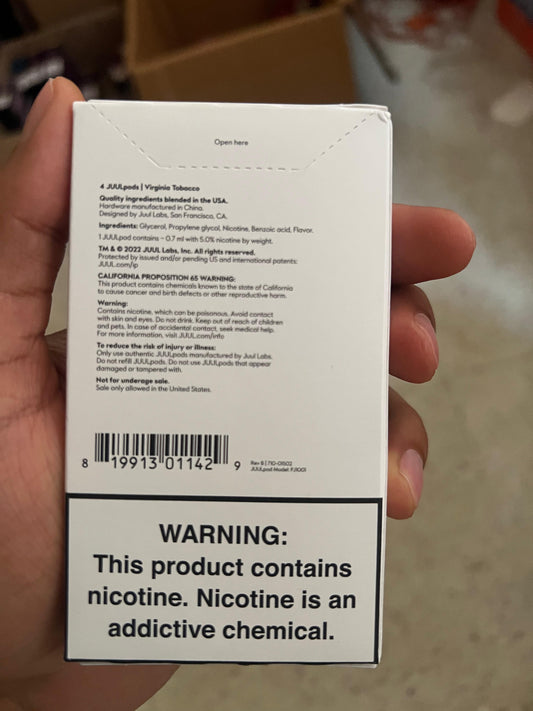 Open here
4 JUULpods | Virginia Tobacco
Quality ingredients blended in the USA.
Hardware manufactured in China.
Designed by Juul Labs, San Francisco, CA.
Ingredients: Glycerol, Propylene glycol, Nicotine, Benzoic acid, Flavor.
1 JUULpod contains ~ 0.7 ml with 5.0% nicotine by weight.
TM & © 2022 JUUL Labs, Inc. All rights reserved.
Protected by issued and/or pending US and international patents:
JUUL.com/ip
CALIFORNIA PROPOSITION 65 WARNING:
This product contains chemicals known to the state of California
to cause cancer and birth defects or other reproductive harm.
Warning:
Contains nicotine, which can be poisonous. Avoid contact
with skin and eyes. Do not drink. Keep out of reach of children
and pets. In case of accidental contact, seek medical help.
For more information, visit JUUL.com/info
To reduce the risk of injury or illness:
Only use authentic JUULpods manufactured by Juul Labs.
Do not refill JUULpods. Do not use JUULpods that appear
damaged or tampered with.
Not for underage sale.
Sale only allowed in the United States.
8 19913 01142 9
Rev B | 710-01502
JUULpod Model: PJ1001
WARNING:
This product contains
nicotine. Nicotine is an
addictive chemical.